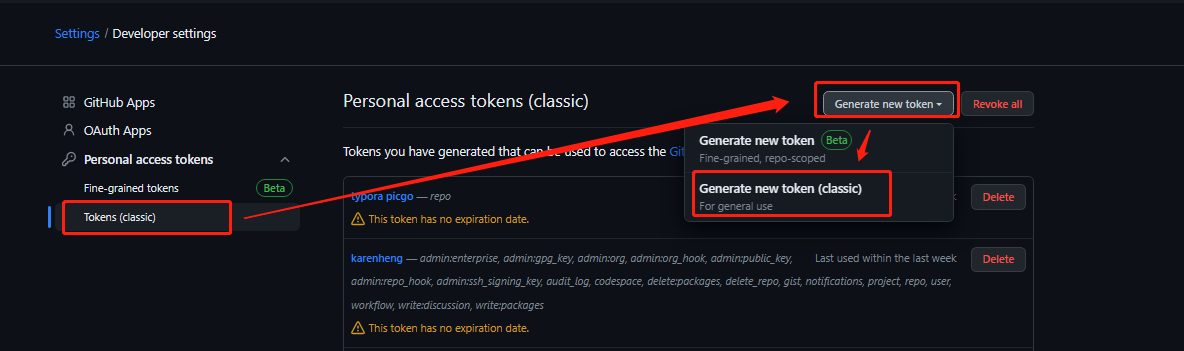 Settings / Developer settings
GitHub Apps
OAuth Apps
Personal access tokens
Fine-grained tokens Beta
Tokens (classic)
Personal access tokens (classic)
Generate new token
Revoke all
Generate new token Beta
Fine-grained, repo-scoped
Generate new token (classic)
For general use
Tokens you have generated that can be used to access the Git
typora picgo — repo
k
Delete
This token has no expiration date.
karenheng — admin:enterprise, admin:gpg_key, admin:org, admin:org_hook, admin:public_key,
Last used within the last week
Delete
admin:repo_hook, admin:ssh_signing_key, audit_log, codespace, delete:packages, delete_repo, gist, notifications, project, repo, user,
workflow, write:discussion, write:packages
This token has no expiration date.